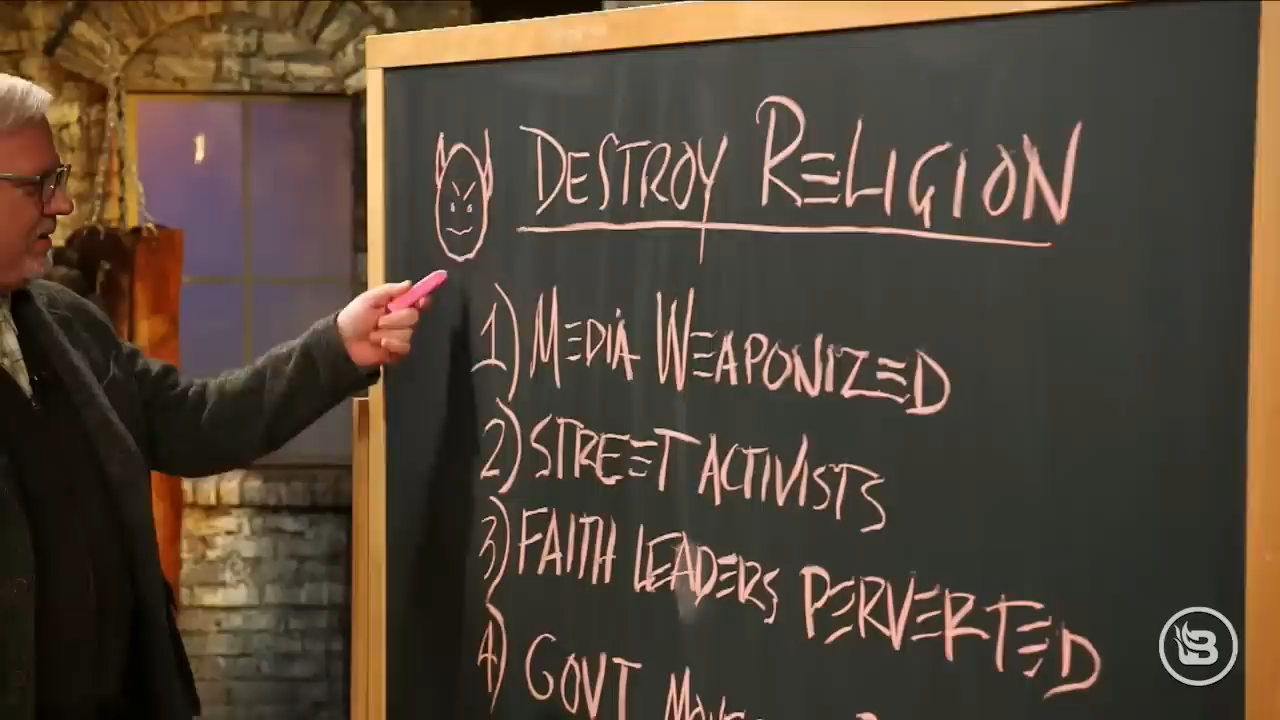 DESTROY RELIGION
1) MEDIA WEAPONIZED
2) STREET ACTIVISTS
3) FAITH LEADERS PERVERTED
4) GOVT